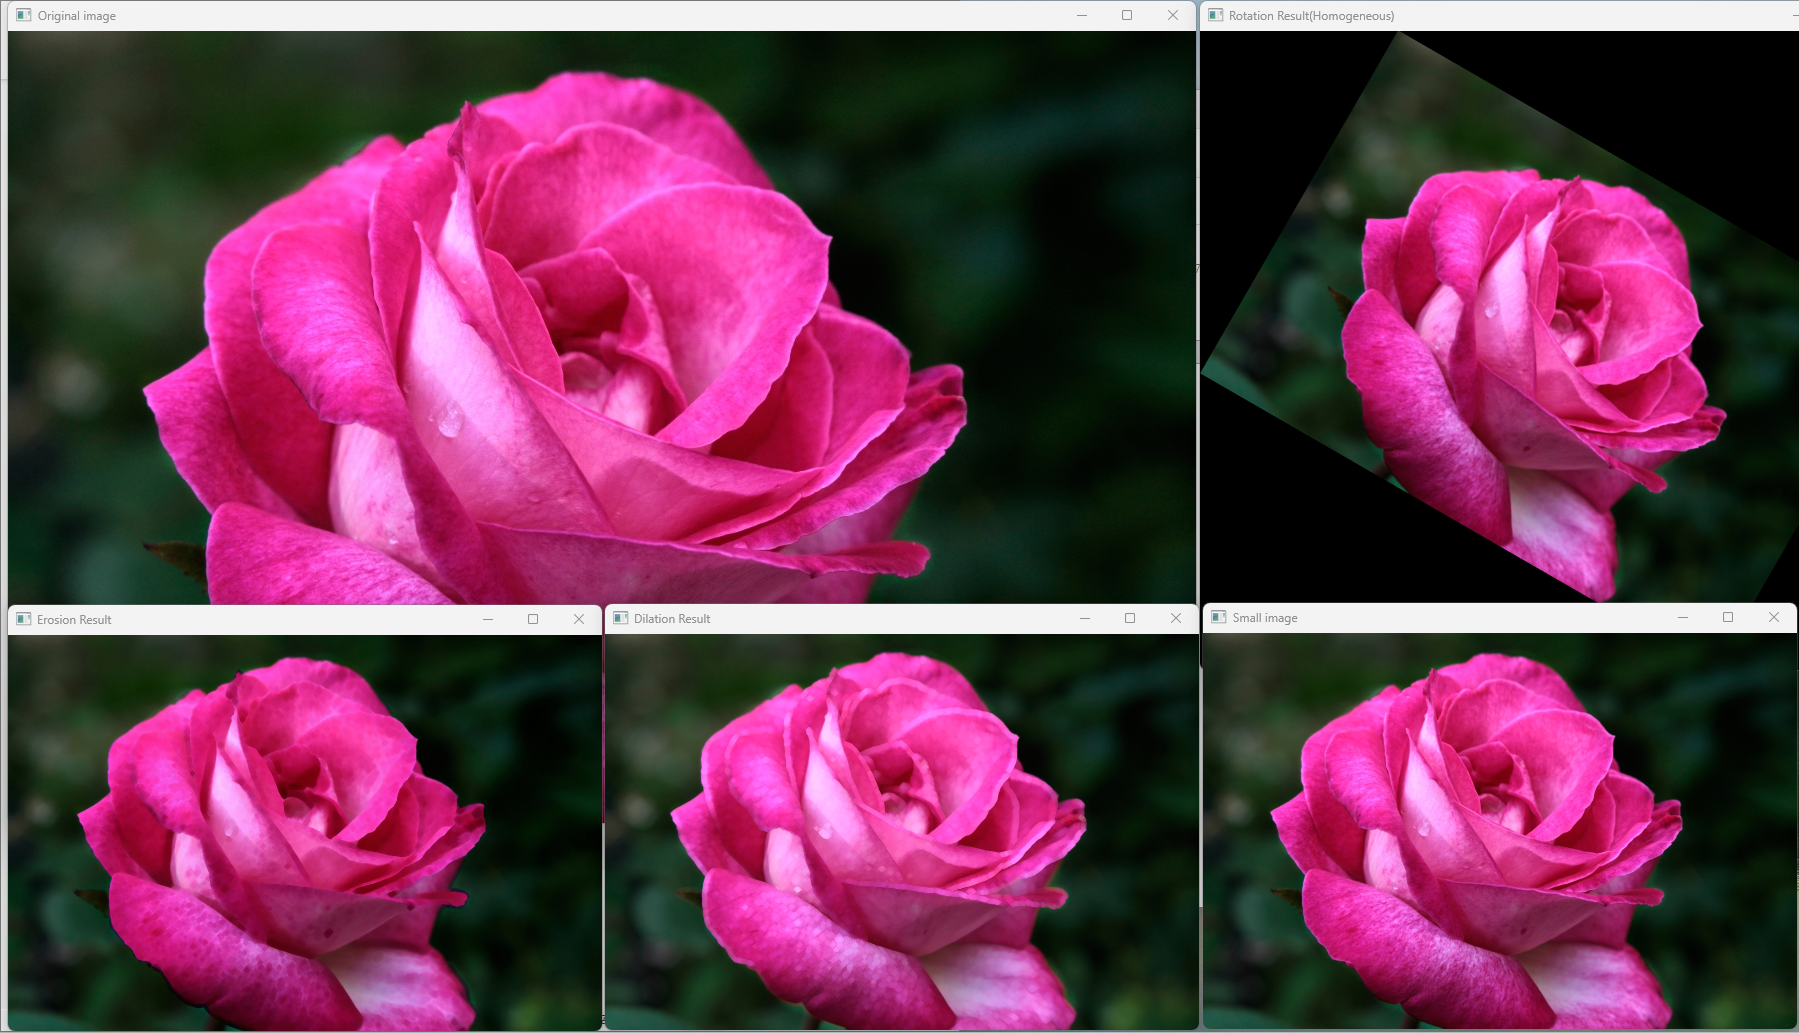 Original image
Rotation Result(Homogeneous)
Erosion Result
Dilation Result
Small image